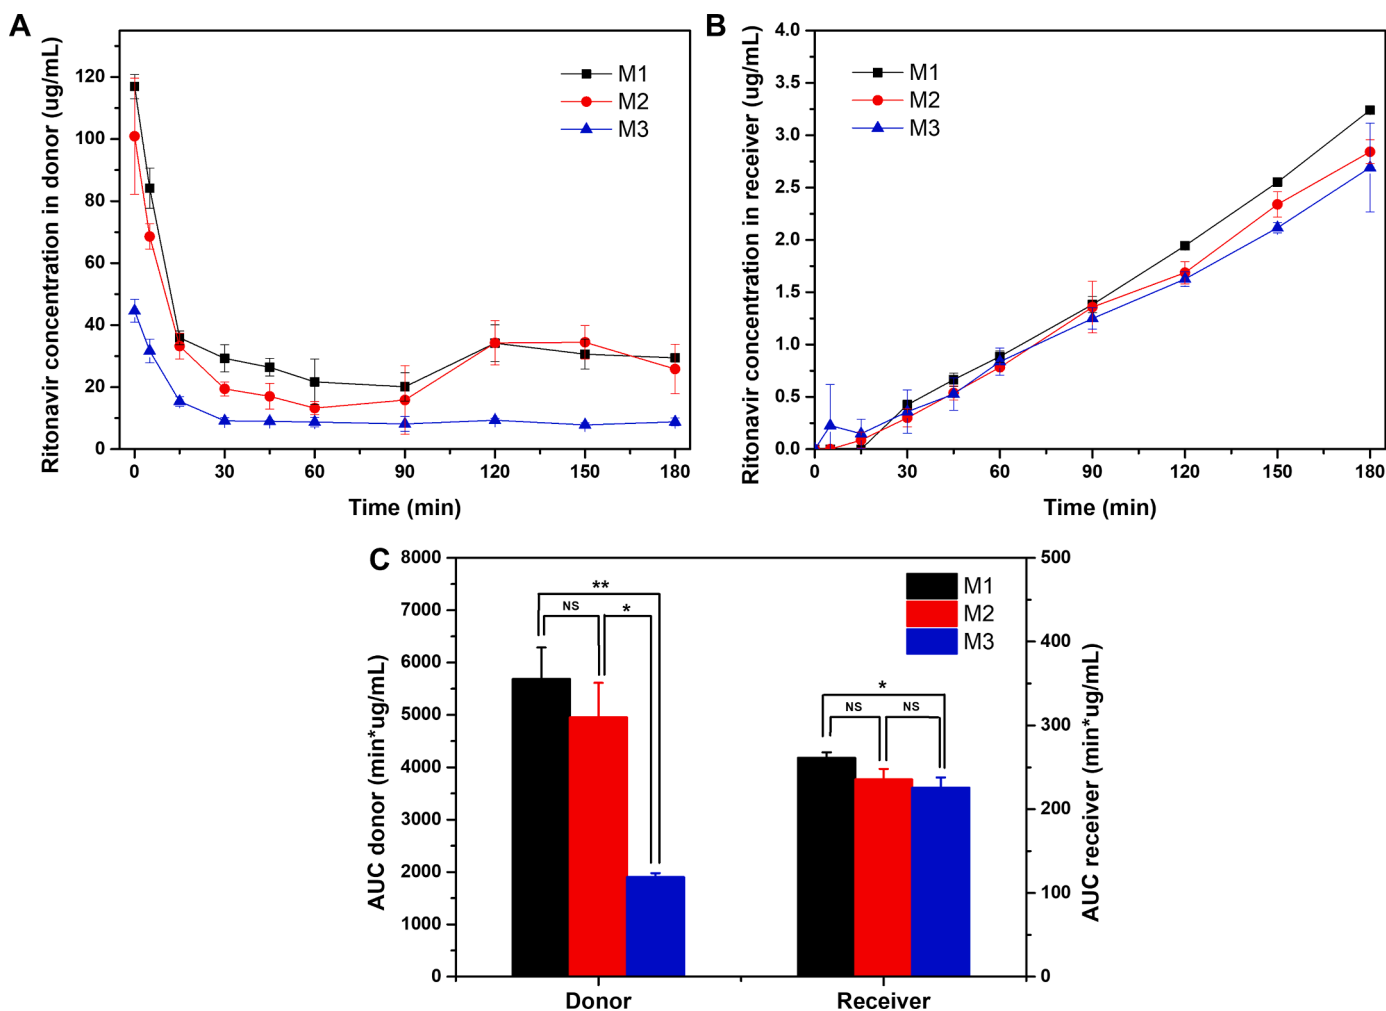 A
Ritonavir concentration in donor (ug/mL)
120
100
80
60
40
20
0
M1
M2
M3
0 30 60 90 120 150 180
Time (min)
B
Ritonavir concentration in receiver (ug/mL)
4.0
3.5
3.0
2.5
2.0
1.5
1.0
0.5
0.0
M1
M2
M3
0 30 60 90 120 150 180
Time (min)
C
AUC donor (min*ug/mL)
8000
7000
6000
5000
4000
3000
2000
1000
0
**
NS *
*
NS NS
M1
M2
M3
500
400
300
200
100
0
AUC receiver (min*ug/mL)
Donor Receiver